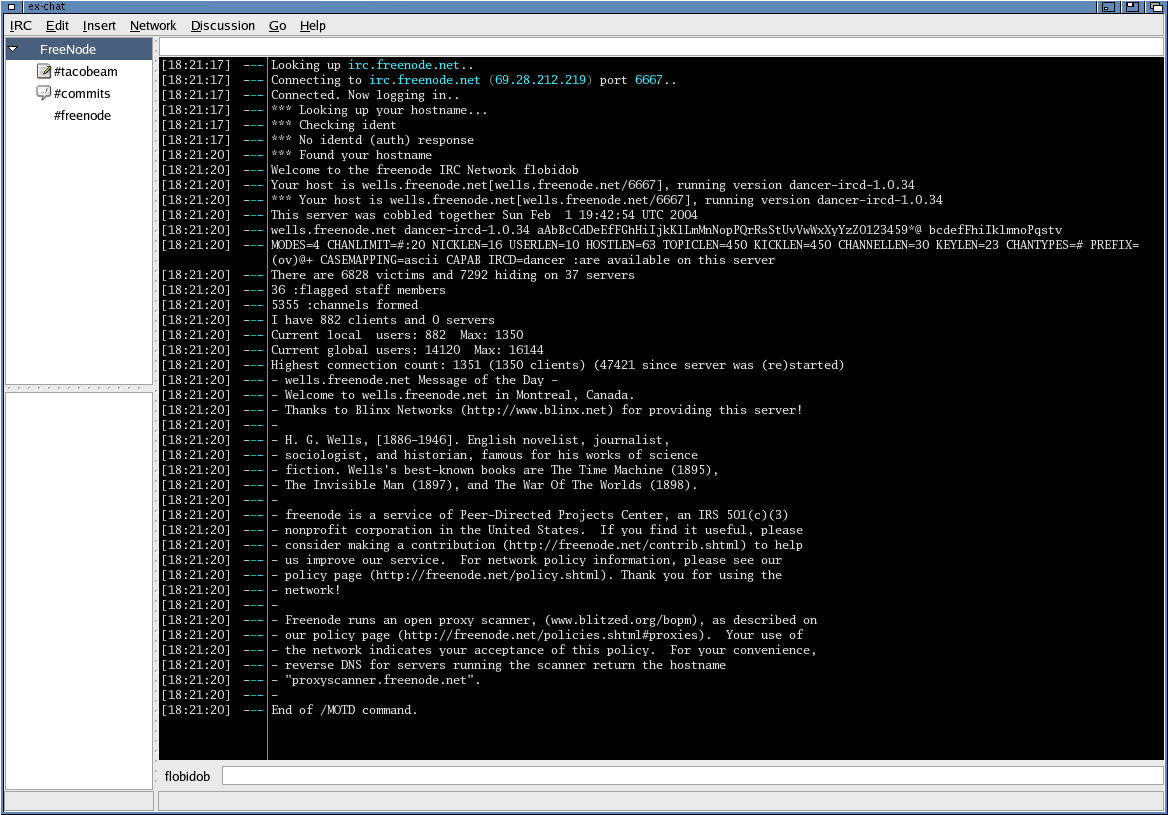 ex-chat
IRC Edit Insert Network Discussion Go Help
FreeNode
#tacobeam
#commits
#freenode
[18:21:17] --- Looking up irc.freenode.net..
[18:21:17] --- Connecting to irc.freenode.net (69.28.212.219) port 6667..
[18:21:17] --- Connected. Now logging in..
[18:21:17] --- *** Looking up your hostname...
[18:21:17] --- *** Checking ident
[18:21:17] --- *** No identd (auth) response
[18:21:20] --- *** Found your hostname
[18:21:20] --- Welcome to the freenode IRC Network flobidob
[18:21:20] --- Your host is wells.freenode.net[wells.freenode.net/6667], running version dancer-ircd-1.0.34
[18:21:20] --- *** Your host is wells.freenode.net[wells.freenode.net/6667], running version dancer-ircd-1.0.34
[18:21:20] --- This server was cobbled together Sun Feb  1 19:42:54 UTC 2004
[18:21:20] --- wells.freenode.net dancer-ircd-1.0.34 aAbBcCdDeEfFGhHiIjkKlLmMnNopPQrRsStUvVwWxXyYzZ0123459*@ bcdefFhiIklmnoPqstv
[18:21:20] --- MODES=4 CHANLIMIT=#:20 NICKLEN=16 USERLEN=10 HOSTLEN=63 TOPICLEN=450 KICKLEN=450 CHANNELLEN=30 KEYLEN=23 CHANTYPES=# PREFIX=
(ov)@+ CASEMAPPING=ascii CAPAB IRCD=dancer :are available on this server
[18:21:20] --- There are 6828 victims and 7292 hiding on 37 servers
[18:21:20] --- 36 :flagged staff members
[18:21:20] --- 5355 :channels formed
[18:21:20] --- I have 882 clients and 0 servers
[18:21:20] --- Current local  users: 882  Max: 1350
[18:21:20] --- Current global users: 14120  Max: 16144
[18:21:20] --- Highest connection count: 1351 (1350 clients) (47421 since server was (re)started)
[18:21:20] --- - wells.freenode.net Message of the Day -
[18:21:20] --- - Welcome to wells.freenode.net in Montreal, Canada.
[18:21:20] --- - Thanks to Blinx Networks (http://www.blinx.net) for providing this server!
[18:21:20] --- -
[18:21:20] --- - H. G. Wells, [1886-1946]. English novelist, journalist,
[18:21:20] --- - sociologist, and historian, famous for his works of science
[18:21:20] --- - fiction. Wells's best-known books are The Time Machine (1895),
[18:21:20] --- - The Invisible Man (1897), and The War Of The Worlds (1898).
[18:21:20] --- -
[18:21:20] --- - freenode is a service of Peer-Directed Projects Center, an IRS 501(c)(3)
[18:21:20] --- - nonprofit corporation in the United States.  If you find it useful, please
[18:21:20] --- - consider making a contribution (http://freenode.net/contrib.shtml) to help
[18:21:20] --- - us improve our service.  For network policy information, please see our
[18:21:20] --- - policy page (http://freenode.net/policy.shtml). Thank you for using the
[18:21:20] --- - network!
[18:21:20] --- -
[18:21:20] --- - Freenode runs an open proxy scanner, (www.blitzed.org/bopm), as described on
[18:21:20] --- - our policy page (http://freenode.net/policies.shtml#proxies).  Your use of
[18:21:20] --- - the network indicates your acceptance of this policy.  For your convenience,
[18:21:20] --- - reverse DNS for servers running the scanner return the hostname
[18:21:20] --- - "proxyscanner.freenode.net".
[18:21:20] --- -
[18:21:20] --- End of /MOTD command.
flobidob